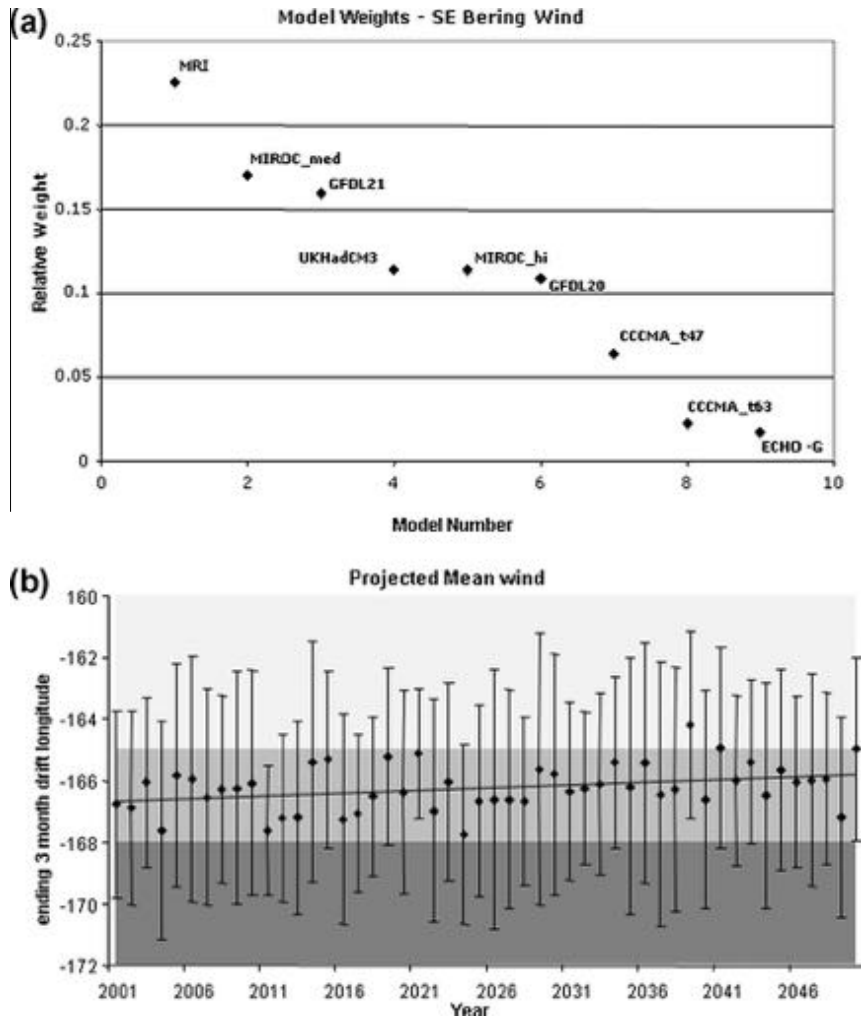 (a)
Model Weights - SE Bering Wind
0.25
0.2
0.15
0.1
0.05
0
Relative Weight
MRI
MIROC_med
GFDL21
UKHadCM3
MIROC_hi
GFDL20
CCCMA_t47
CCCMA_t63
ECHO -G
0 2 4 6 8 10
Model Number
(b)
Projected Mean wind
160
-162
-164
-166
-168
-170
-172
ending 3 month drift longitude
2001 2006 2011 2016 2021 2026 2031 2036 2041 2046
Year